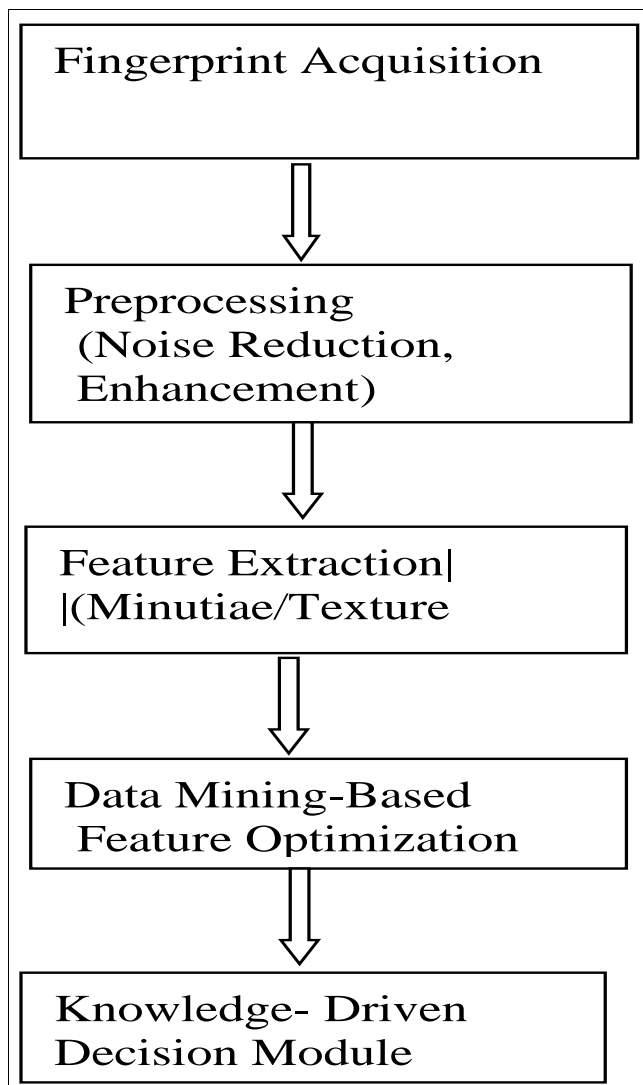 Fingerprint Acquisition
Preprocessing
(Noise Reduction,
Enhancement)
Feature Extraction|
|(Minutiae/Texture
Data Mining-Based
Feature Optimization
Knowledge- Driven
Decision Module